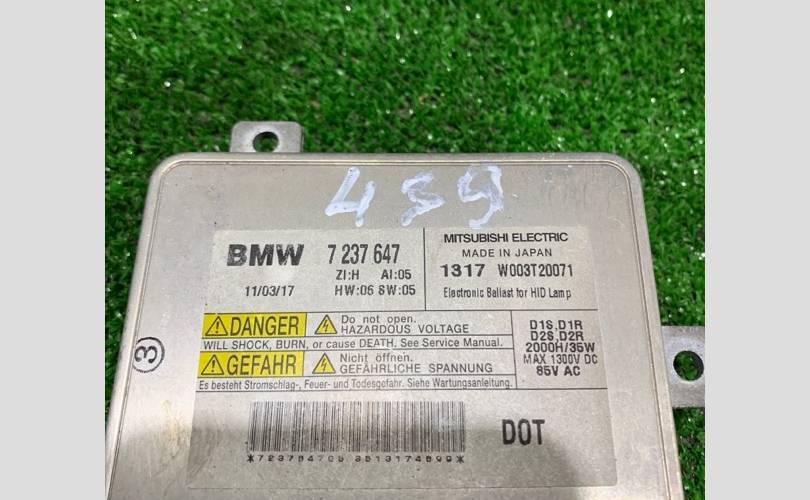 459
BMW 7 237 647
ZI:H AI:05
11/03/17 HW:06 SW:05
MITSUBISHI ELECTRIC
MADE IN JAPAN
1317 W003T20071
Electronic Ballast for HID Lamp
DANGER Do not open.
HAZARDOUS VOLTAGE
WILL SHOCK, BURN, or cause DEATH. See Service Manual.
GEFAHR Nicht öffnen.
GEFÄHRLICHE SPANNUNG
Es besteht Stromschlag-, Feuer- und Todesgefahr. Siehe Wartungsanleitung.
D1S,D1R
D2S,D2R
2000H/35W
MAX 1300V DC
85V AC
3
DOT